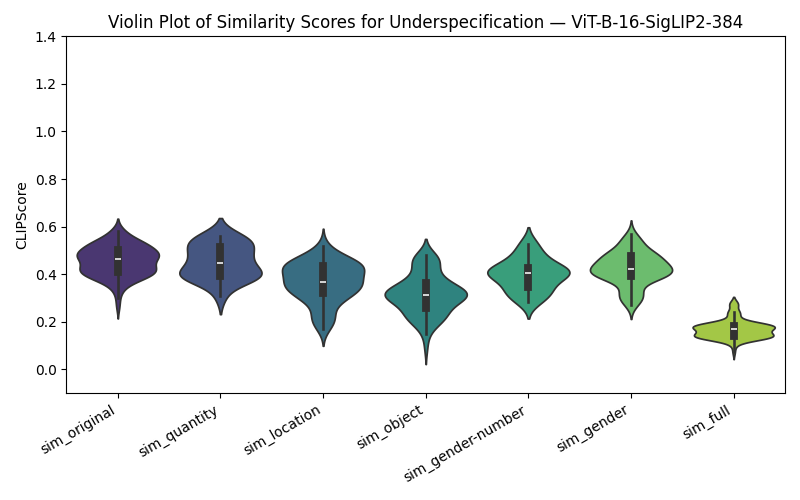 Violin Plot of Similarity Scores for Underspecification — ViT-B-16-SigLIP2-384
1.4
1.2
1.0
0.8
0.6
0.4
0.2
0.0
CLIPScore
sim_original
sim_quantity
sim_location
sim_object
sim_gender-number
sim_gender
sim_full